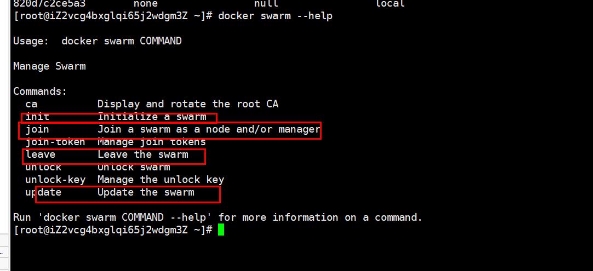 820d7c2ce5a3 none null local
[root@iZ2vcg4bxglqi65j2wdgm3Z ~]# docker swarm --help
Usage: docker swarm COMMAND
Manage Swarm
Commands:
ca Display and rotate the root CA
init Initialize a swarm
join Join a swarm as a node and/or manager
join-token Manage join tokens
leave Leave the swarm
unlock Unlock swarm
unlock-key Manage the unlock key
update Update the swarm
Run 'docker swarm COMMAND --help' for more information on a command.
[root@iZ2vcg4bxglqi65j2wdgm3Z ~]#